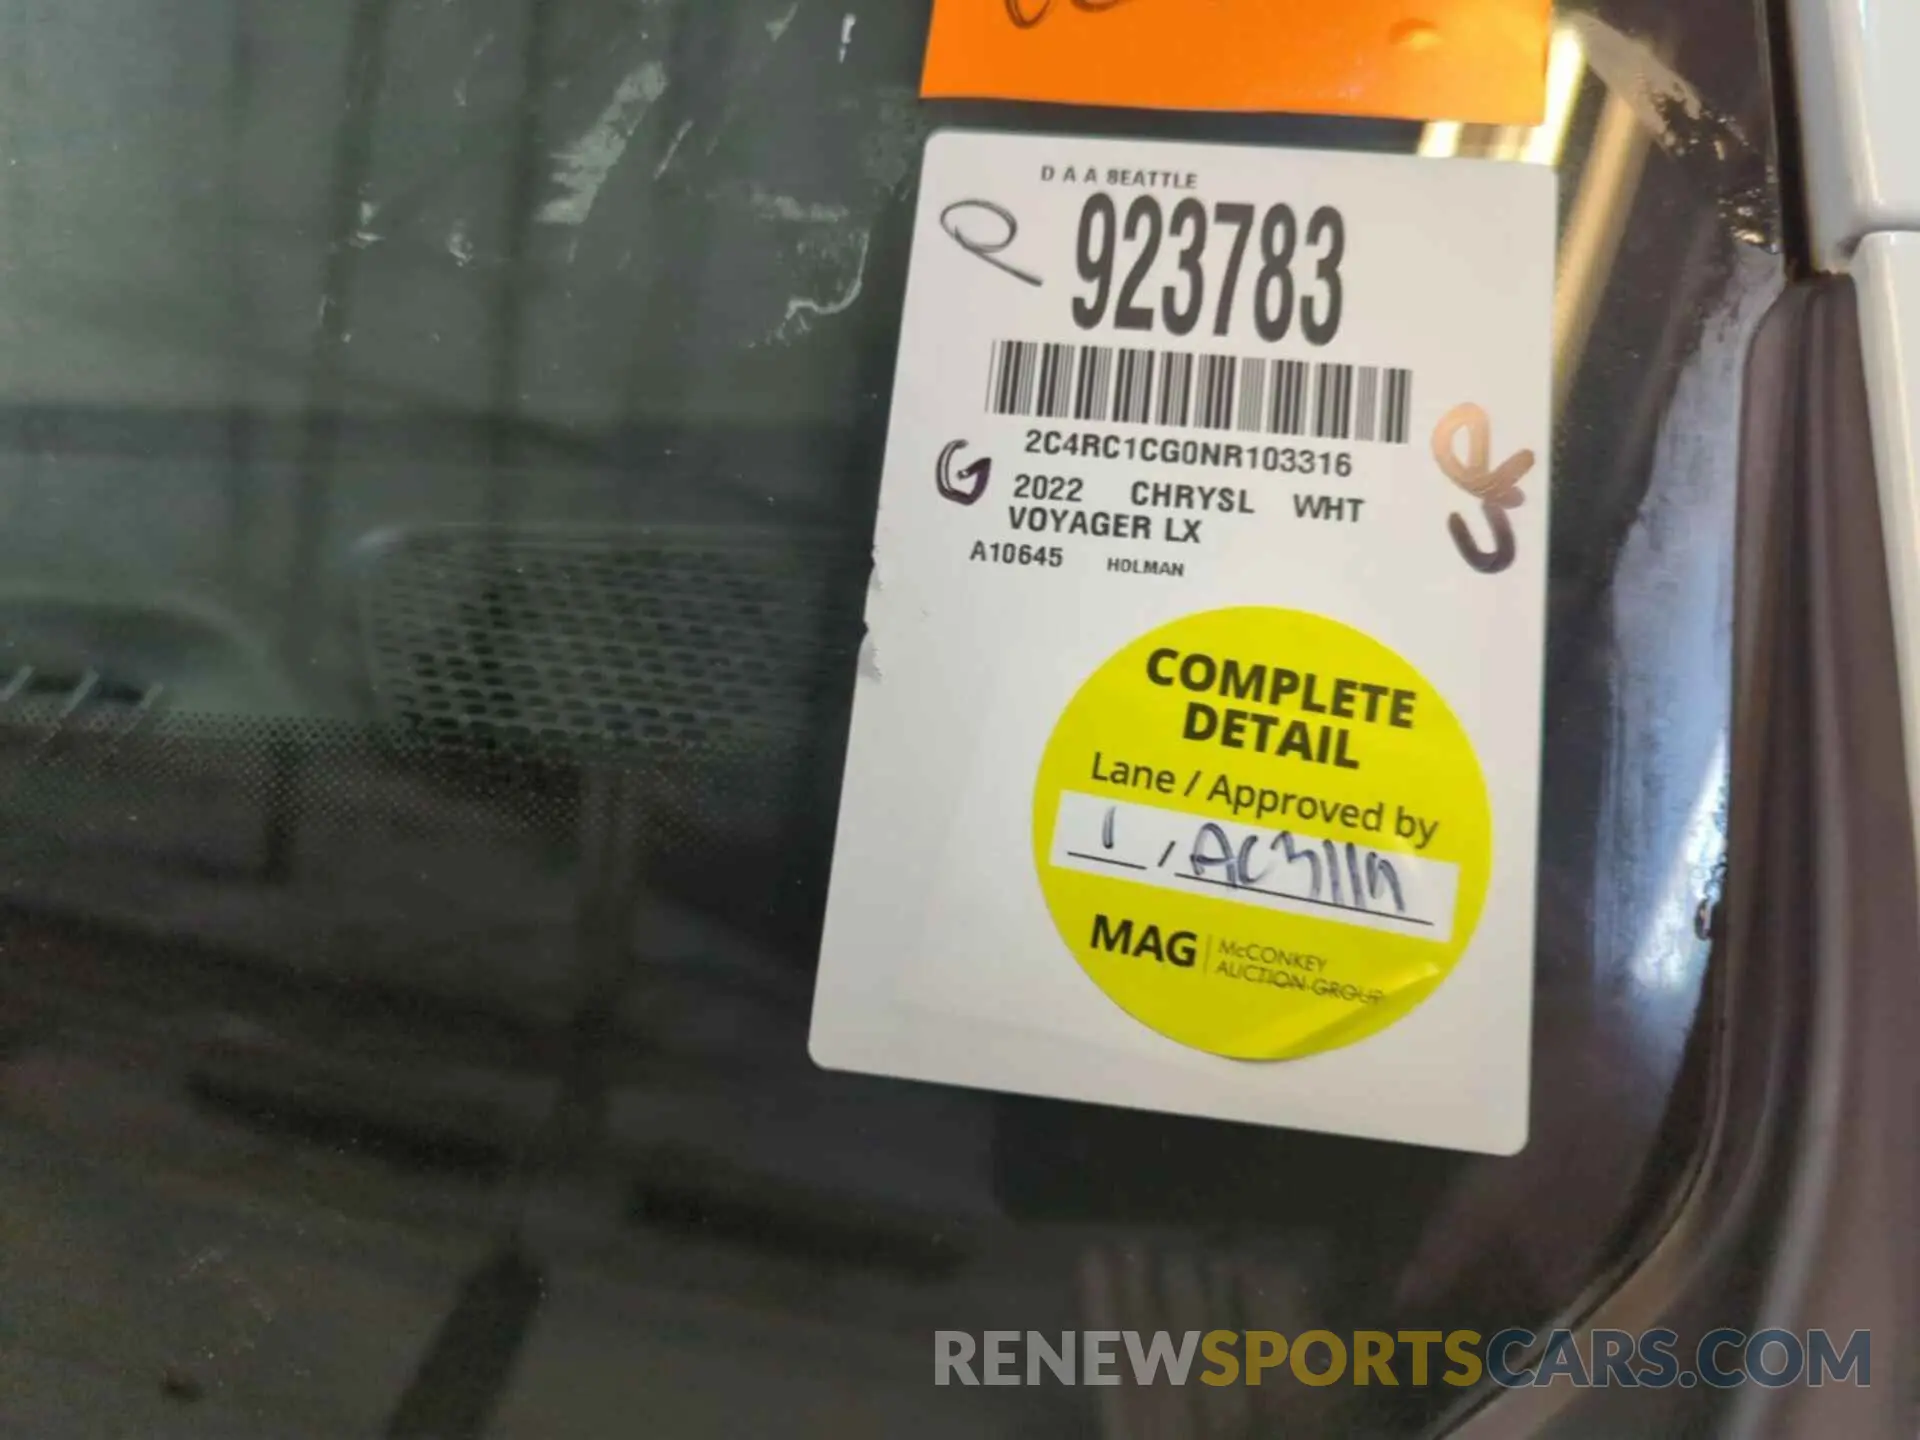 D A A SEATTLE
923783
2C4RC1CG0NR103316
G 2022 CHRYSL WHT
VOYAGER LX
A10645 HOLMAN
COMPLETE
DETAIL
Lane / Approved by
1 /
MAG | McCONKEY
AUCTION GROUP
RENEWSPORTSCARS.COM